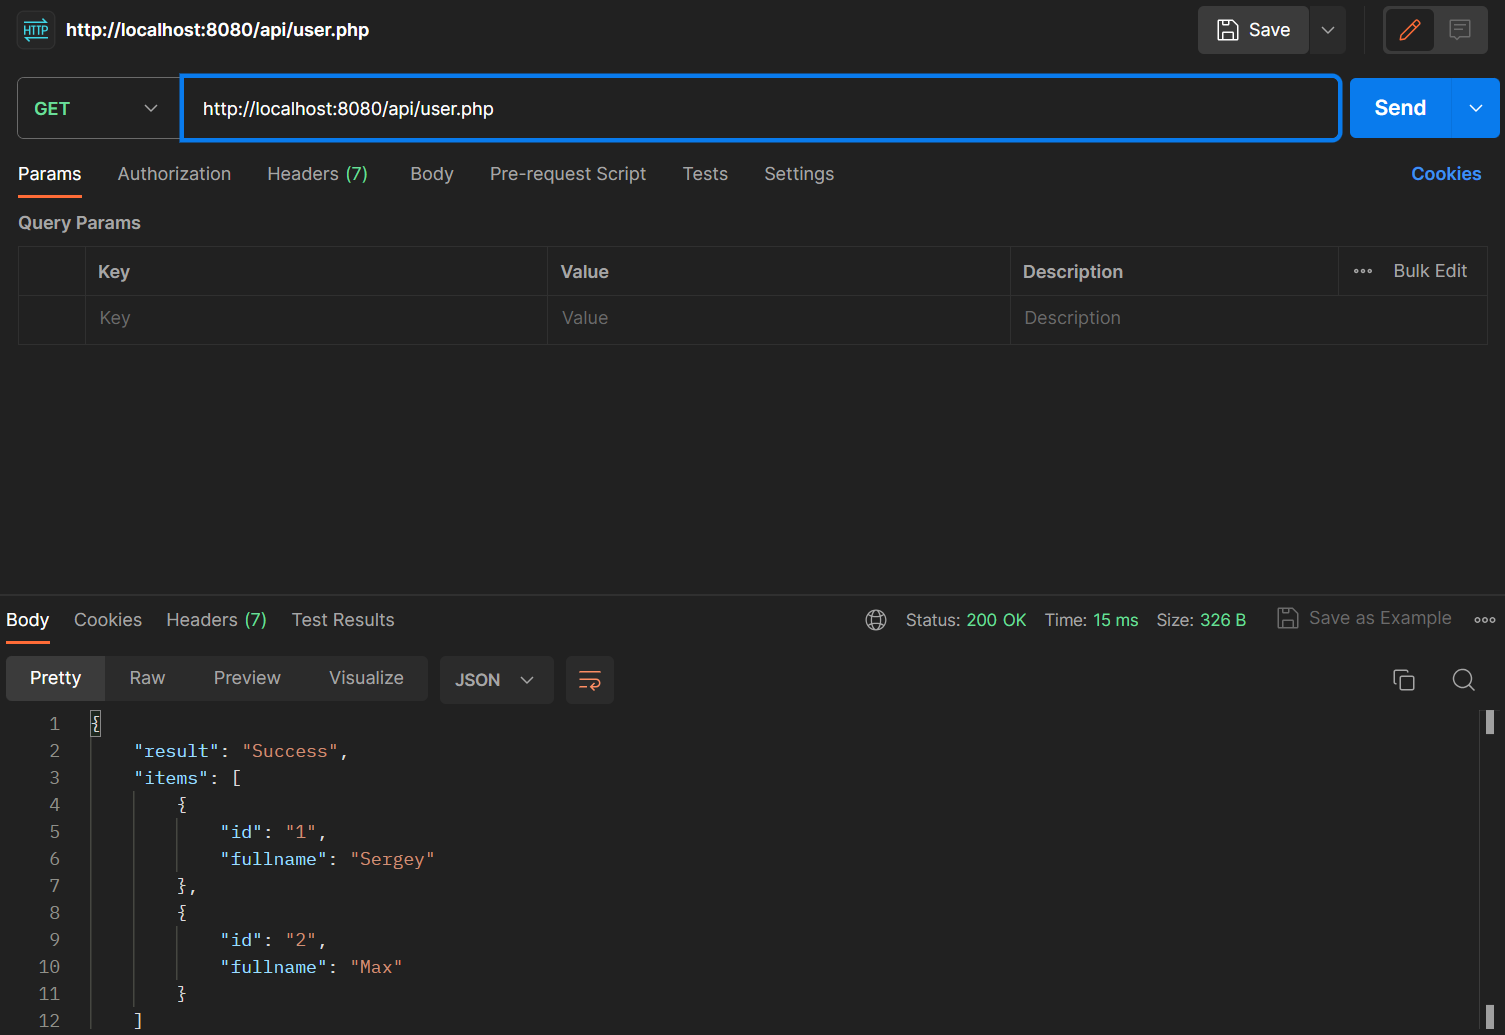 HTTP http://localhost:8080/api/user.php Save
GET http://localhost:8080/api/user.php Send
Params Authorization Headers (7) Body Pre-request Script Tests Settings Cookies
Query Params
Key Value Description Bulk Edit
Key Value Description
Body Cookies Headers (7) Test Results Status: 200 OK Time: 15 ms Size: 326 B Save as Example
Pretty Raw Preview Visualize JSON
1 {
2 "result": "Success",
3 "items": [
4 {
5 "id": "1",
6 "fullname": "Sergey"
7 },
8 {
9 "id": "2",
10 "fullname": "Max"
11 }
12 ]